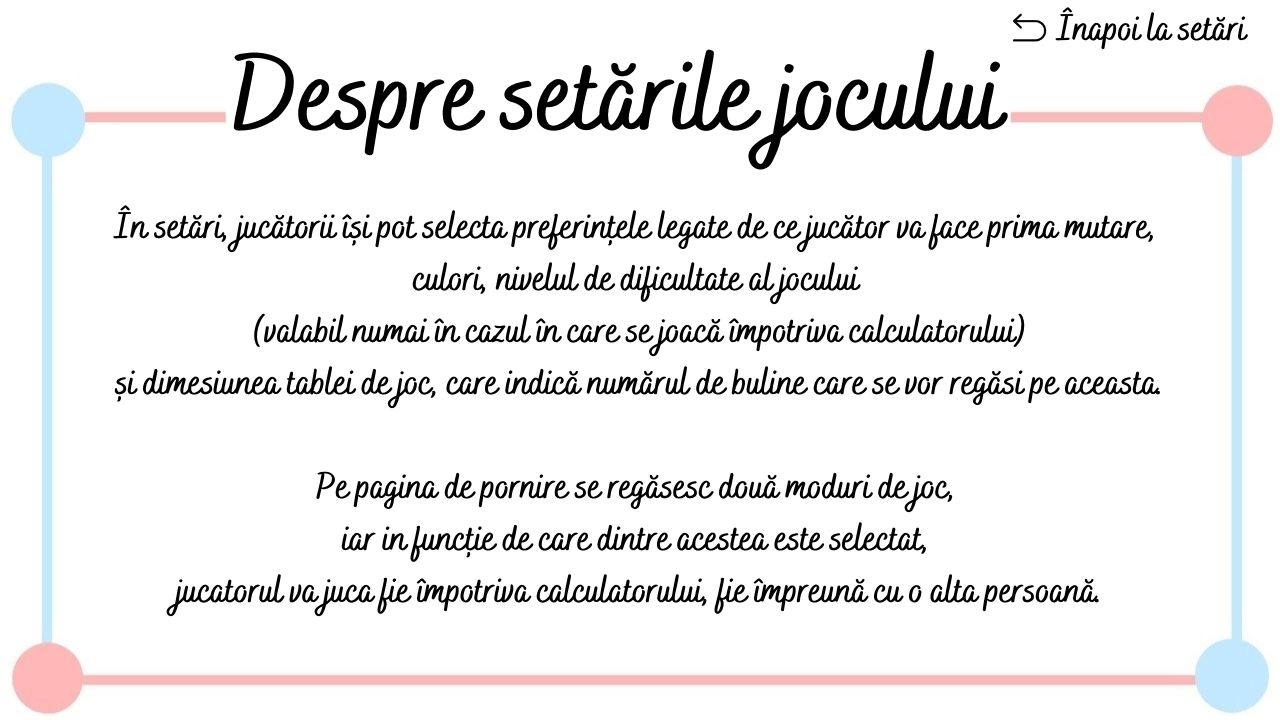 Înapoi la setări
Despre setările jocului
În setări, jucătorii își pot selecta preferințele legate de ce jucător va face prima mutare,
culori, nivelul de dificultate al jocului
(valabil numai în cazul în care se joacă împotriva calculatorului)
și dimesiunea tablei de joc, care indică numărul de buline care se vor regăsi pe aceasta.
Pe pagina de pornire se regăsesc două moduri de joc,
iar in funcție de care dintre acestea este selectat,
jucatorul va juca fie împotriva calculatorului, fie împreună cu o alta persoană.